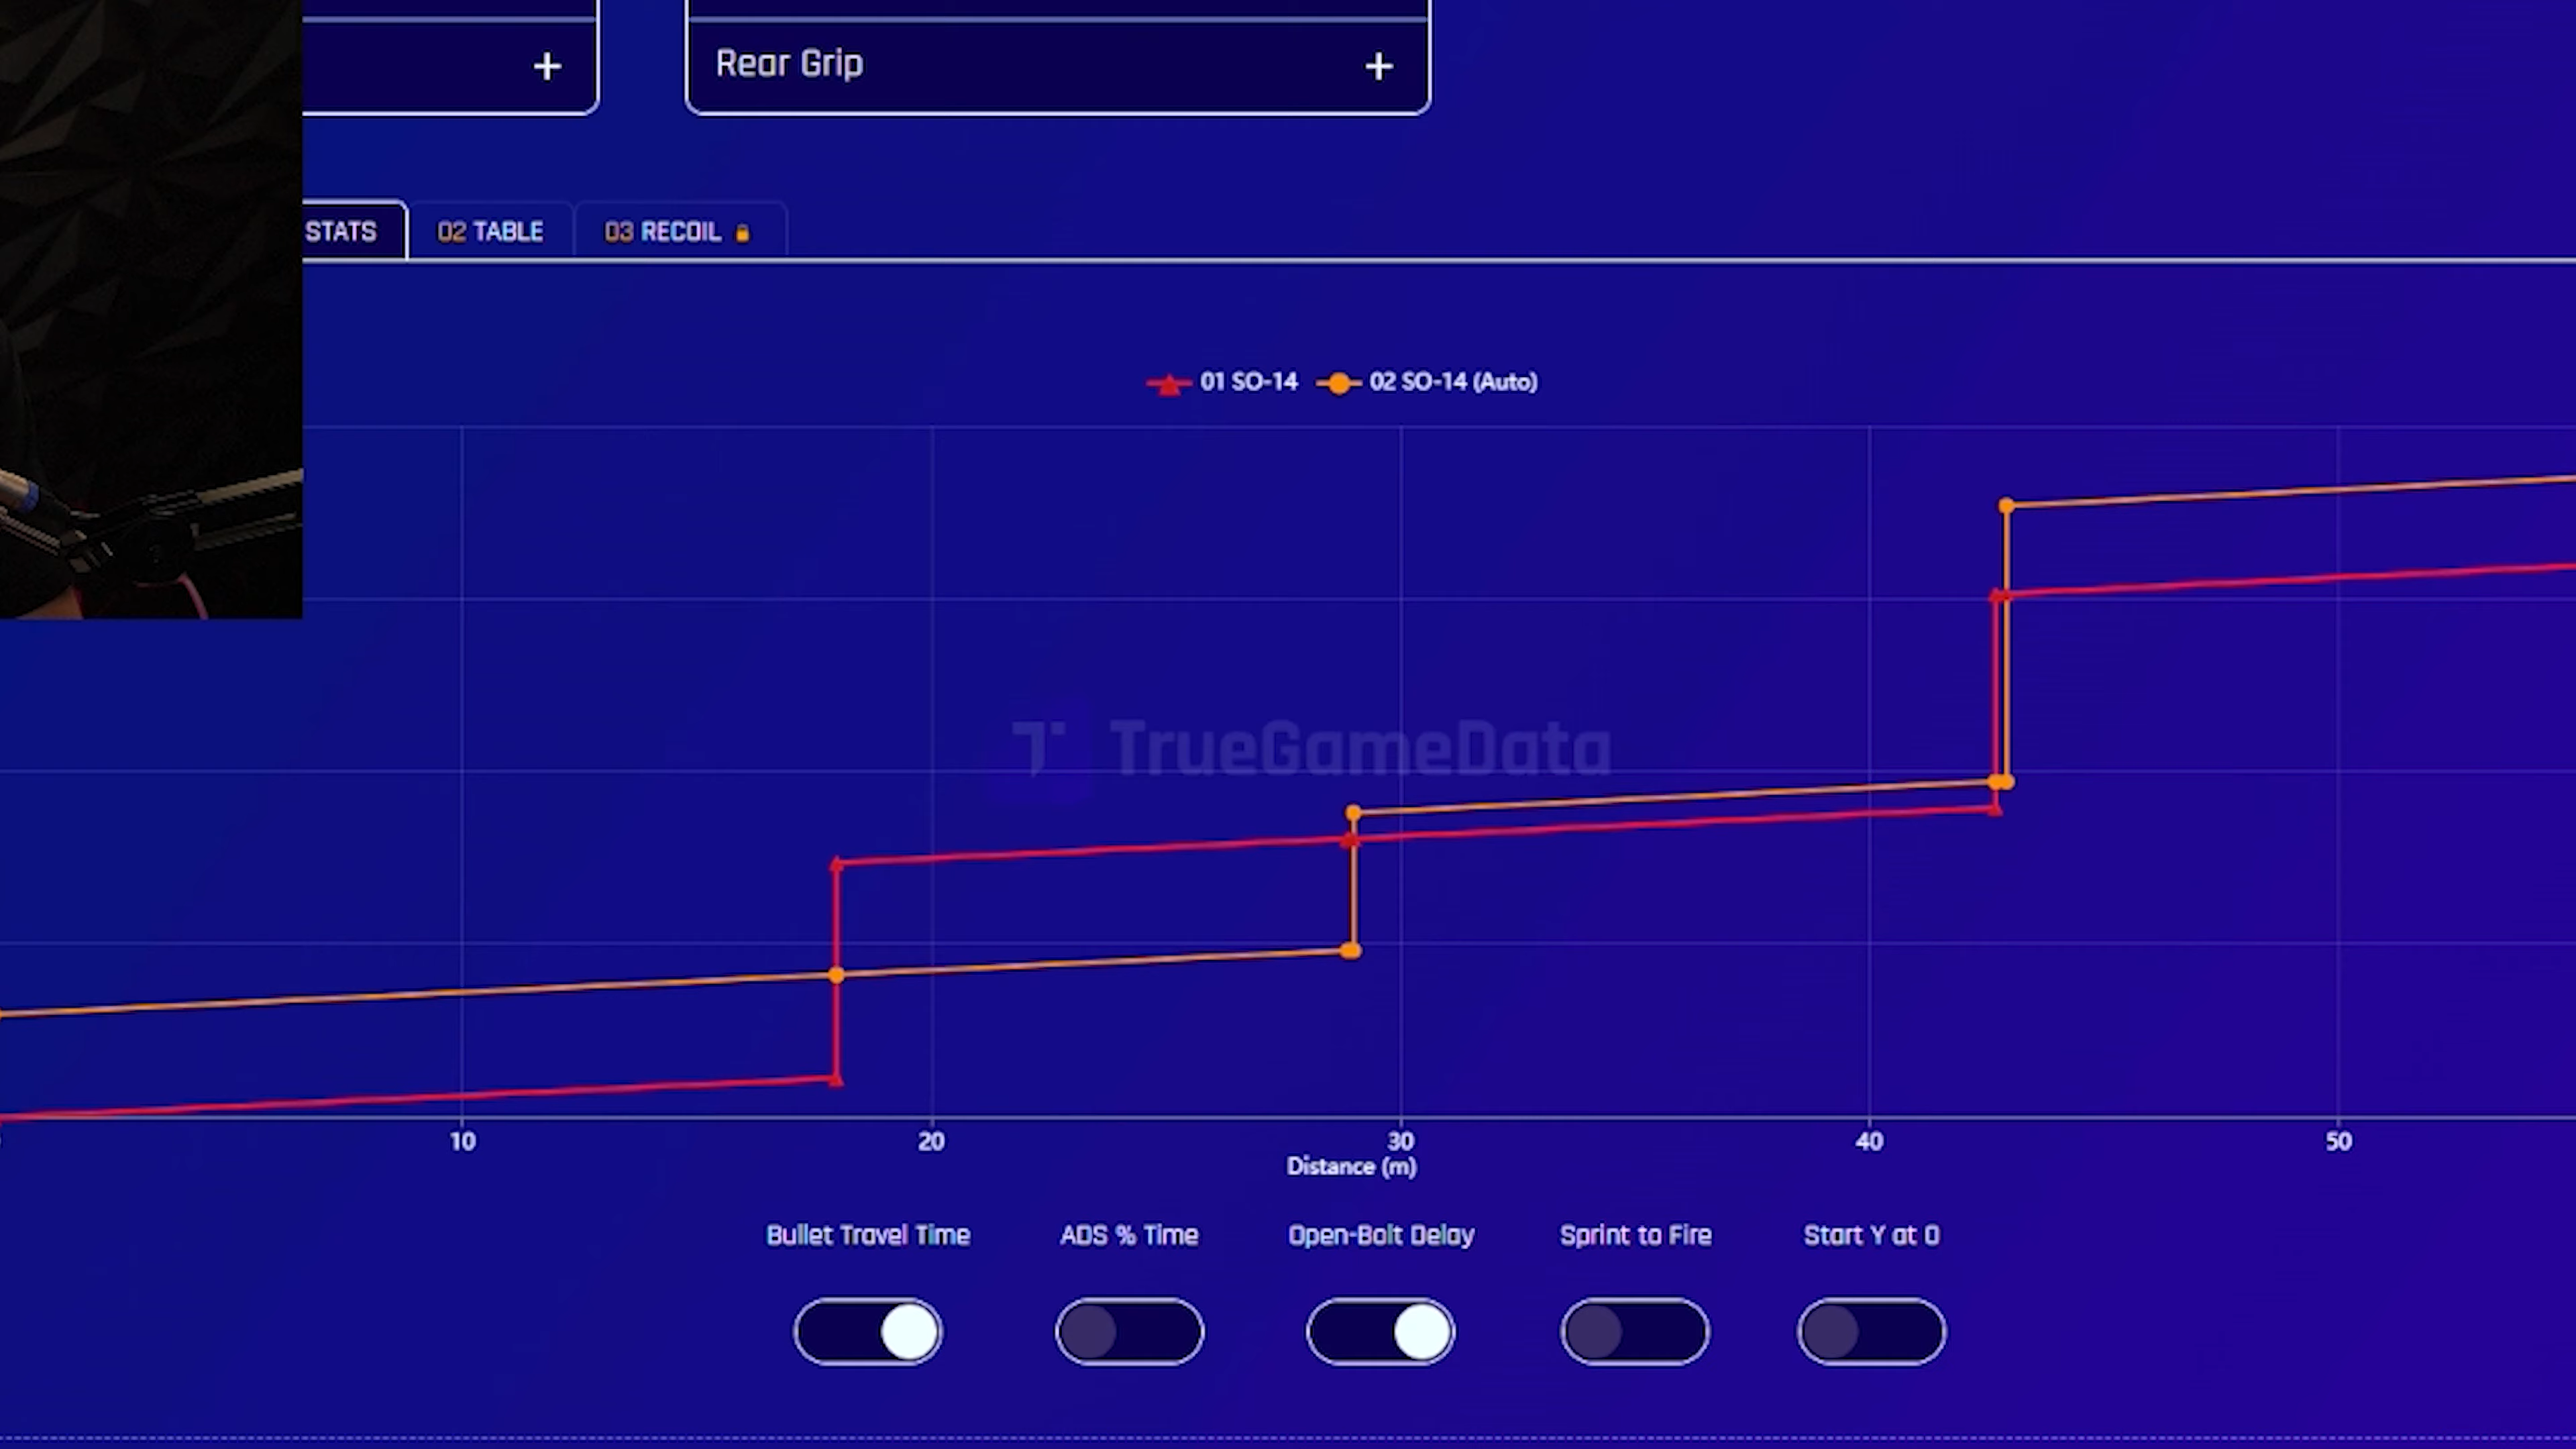 Rear Grip
STATS
02 TABLE
03 RECOIL
01 SO-14
02 SO-14 (Auto)
TrueGameData
10 20 30 40 50
Distance (m)
Bullet Travel Time
ADS % Time
Open-Bolt Delay
Sprint to Fire
Start Y at 0